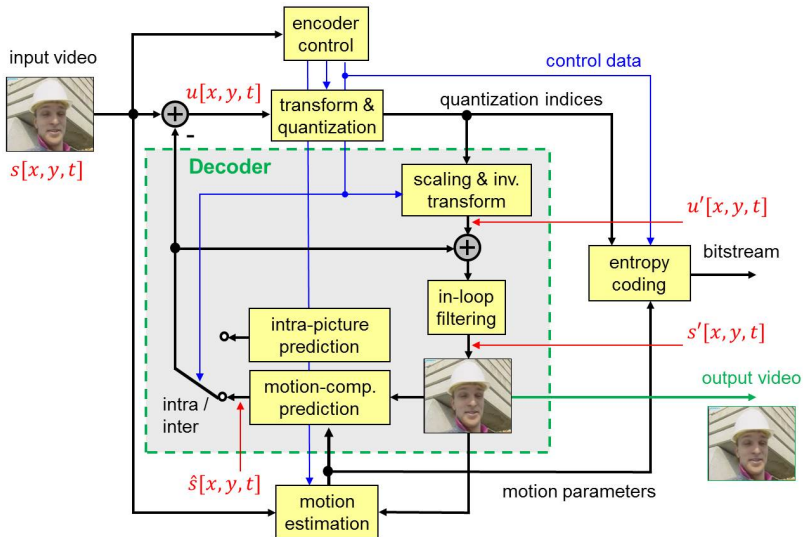 encoder
control
input video
control data
u[x, y, t]
transform &
quantization
quantization indices
+
-
s[x, y, t]
Decoder
scaling & inv.
transform
u′[x, y, t]
+
bitstream
entropy
coding
in-loop
filtering
intra-picture
prediction
s′[x, y, t]
motion-comp.
prediction
output video
intra /
inter
ŝ[x, y, t]
motion parameters
motion
estimation